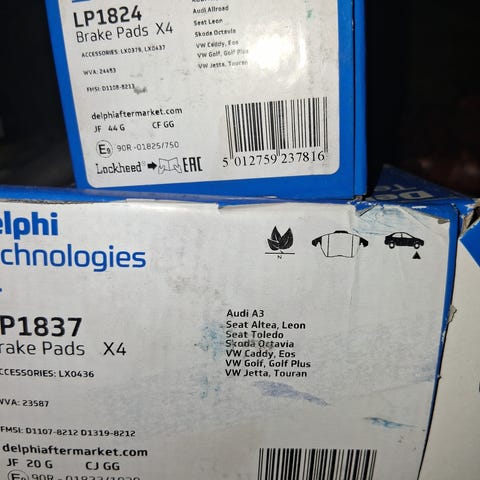 LP1824
Brake Pads X4
ACCESSORIES: LX0379, LX0437
WVA: 24483
FMSI: D1108-8213
delphiaftermarket.com
JF 44 G CF GG
E9 90R-01825/750
Lockheed EAC
Audi Allroad
Seat Leon
Skoda Octavia
VW Caddy, Eos
VW Golf, Golf Plus
VW Jetta, Touran
5 012759 237816
elphi
chnologies
N
P1837
rake Pads X4
CCESSORIES: LX0436
WVA: 23587
FMSI: D1107-8212 D1319-8212
delphiaftermarket.com
JF 20 G CJ GG
Audi A3
Seat Altea, Leon
Seat Toledo
Skoda Octavia
VW Caddy, Eos
VW Golf, Golf Plus
VW Jetta, Touran